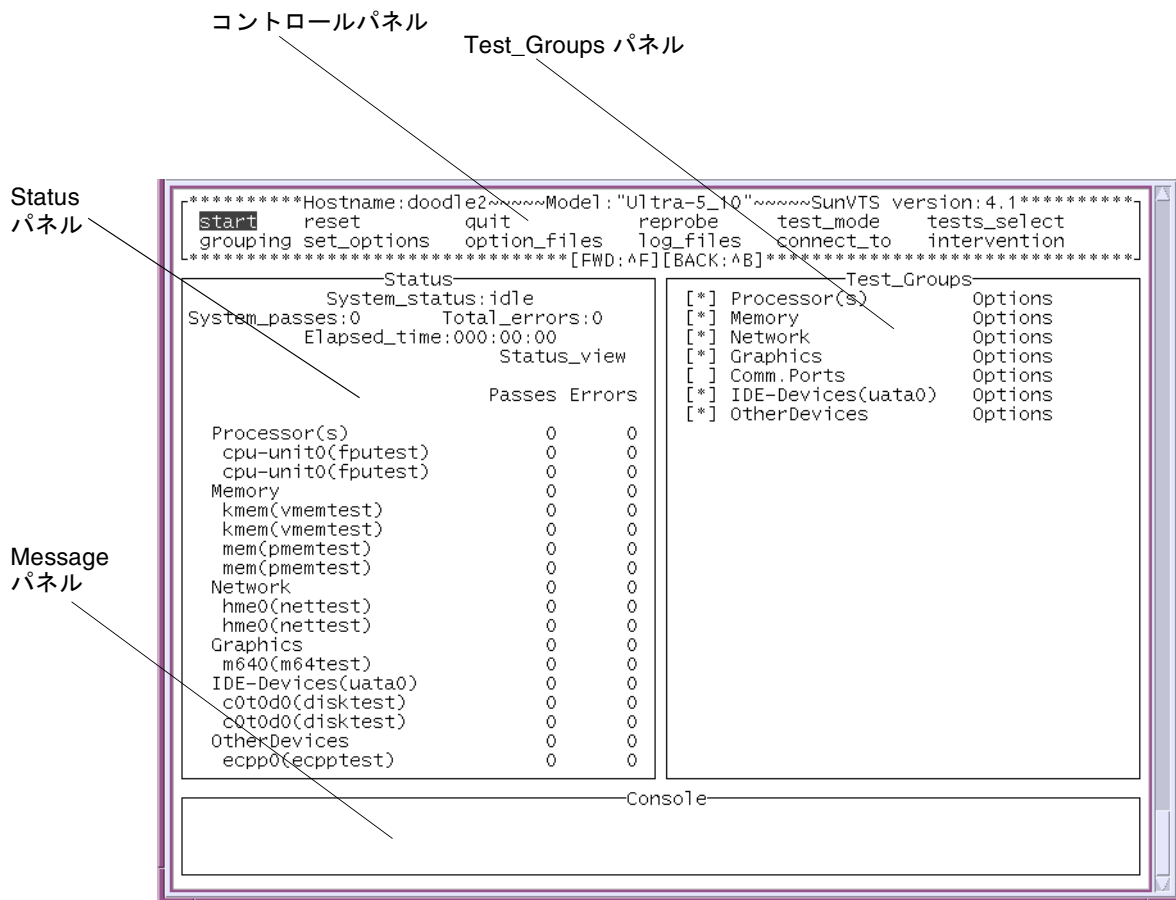 コントロールパネル
Test_Groups パネル
Status
パネル
Message
パネル
**********Hostname:doodle2~~~~~Model:"Ultra-5_10"~~~~~SunVTS version:4.1**********
start reset quit reprobe test_mode tests_select
grouping set_options option_files log_files connect_to intervention
**********************************[FWD:^F][BACK:^B]**********************************
Status
System_status:idle
System_passes:0 Total_errors:0
Elapsed_time:000:00:00
Status_view
Passes Errors
Processor(s) 0 0
cpu-unit0(fputest) 0 0
cpu-unit0(fputest) 0 0
Memory 0 0
kmem(vmemtest) 0 0
kmem(vmemtest) 0 0
mem(pmemtest) 0 0
mem(pmemtest) 0 0
Network 0 0
hme0(nettest) 0 0
hme0(nettest) 0 0
Graphics 0 0
m640(m64test) 0 0
IDE-Devices(uata0) 0 0
c0t0d0(disktest) 0 0
c0t0d0(disktest) 0 0
OtherDevices 0 0
ecpp0(ecpptest) 0 0
Test_Groups
[*] Processor(s) Options
[*] Memory Options
[*] Network Options
[*] Graphics Options
[ ] Comm.Ports Options
[*] IDE-Devices(uata0) Options
[*] OtherDevices Options
Console